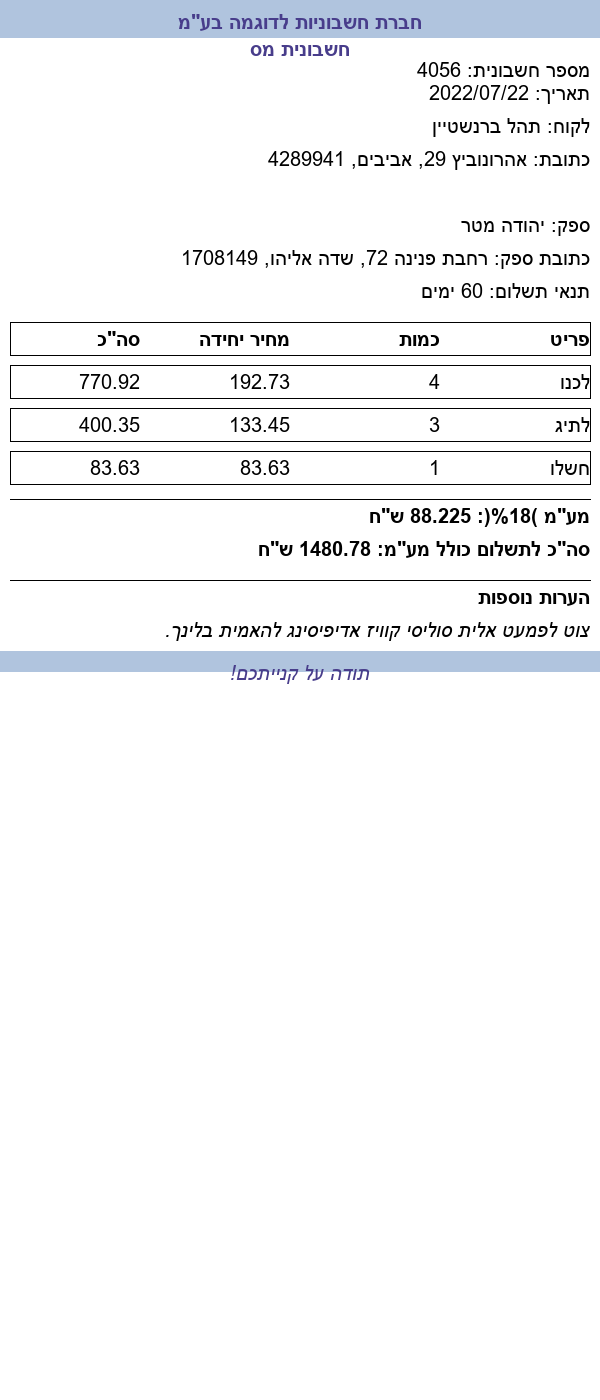 חברת חשבוניות לדוגמה בע"מ
חשבונית מס
מספר חשבונית: 4056
תאריך: 2022/07/22
לקוח: תהל ברנשטיין
כתובת: אהרונוביץ 29, אביבים, 4289941
ספק: יהודה מטר
כתובת ספק: רחבת פנינה 72, שדה אליהו, 1708149
תנאי תשלום: 60 ימים
פריט כמות מחיר יחידה סה"כ
לכנו 4 192.73 770.92
לתיג 3 133.45 400.35
חשלו 1 83.63 83.63
מע"מ )18%(: 88.225 ש"ח
סה"כ לתשלום כולל מע"מ: 1480.78 ש"ח
הערות נוספות
צוט לפמעט אלית סוליסי קוויז אדיפיסינג להאמית בלינך.
תודה על קנייתכם!